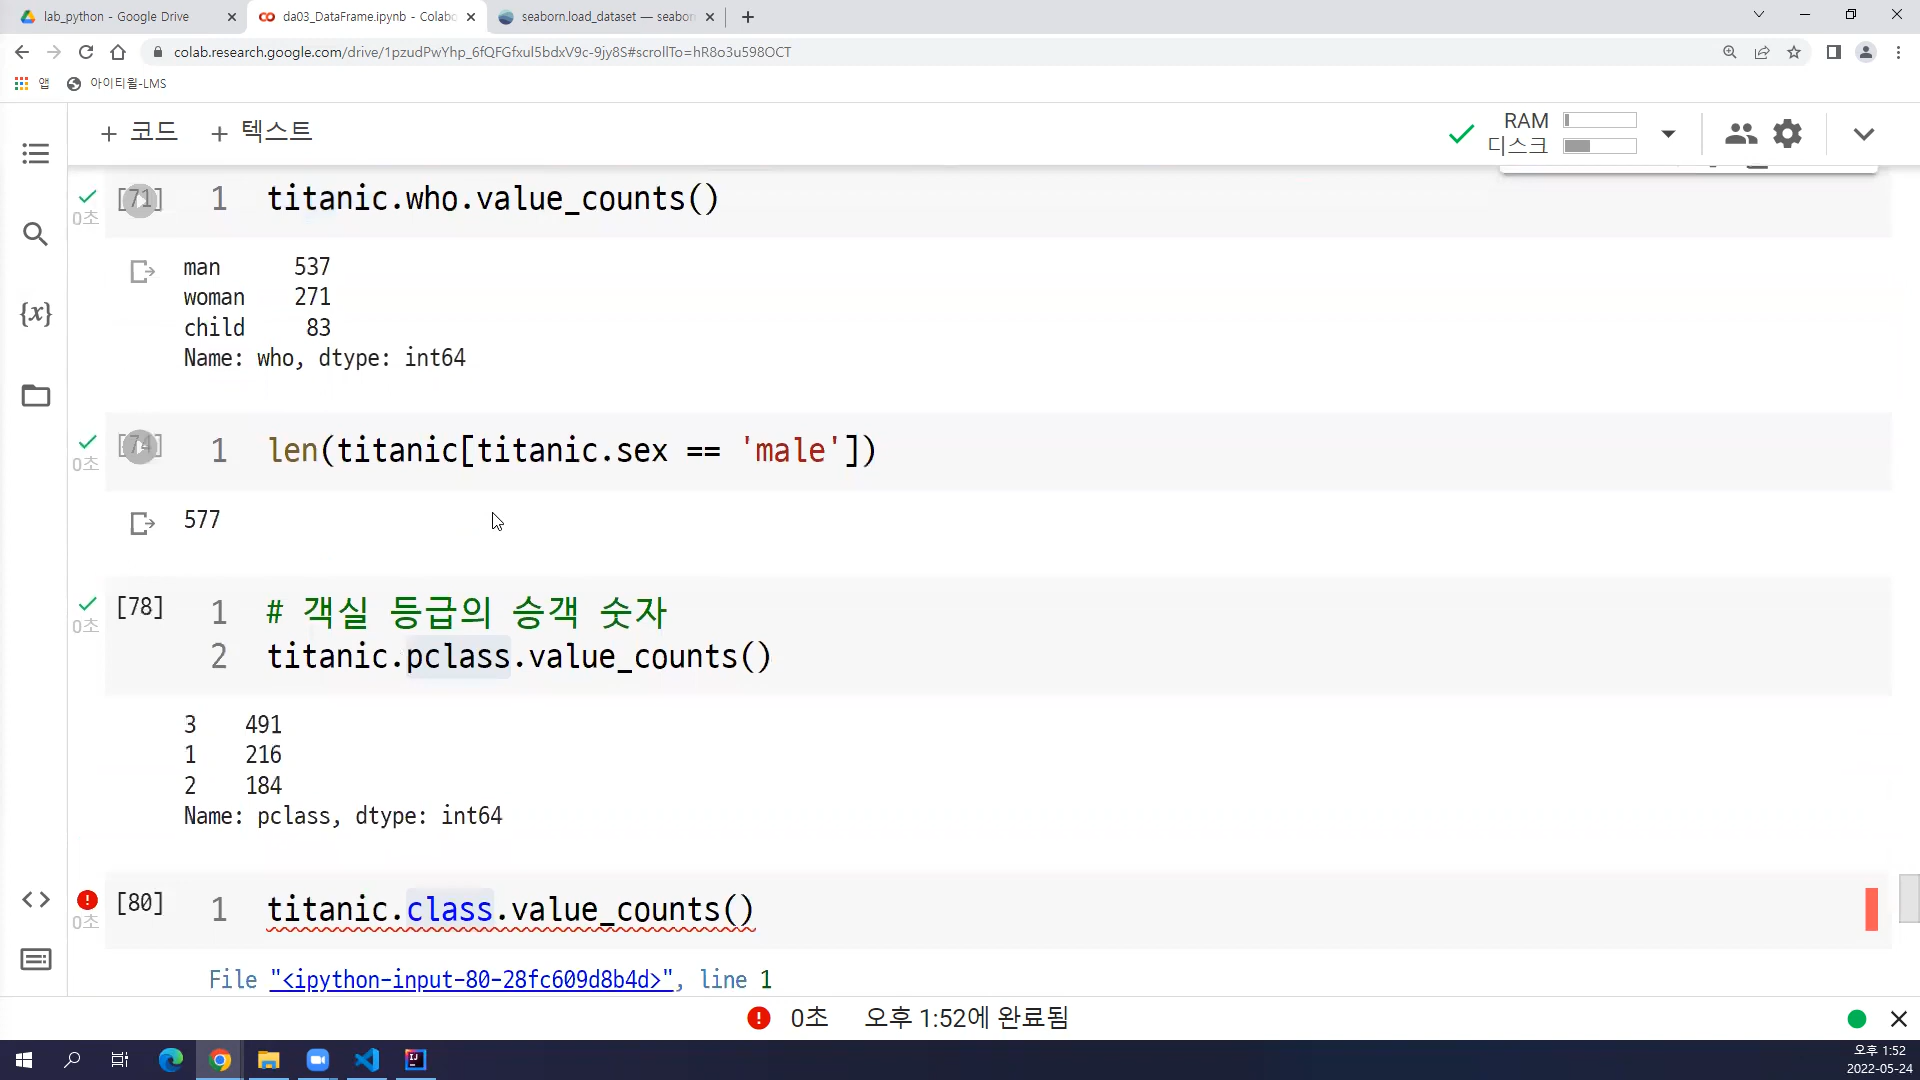 lab_python - Google Drive
da03_DataFrame.ipynb - Colabo
seaborn.load_dataset — seaborn
colab.research.google.com/drive/1pzudPwYhp_6fQFGfxul5bdxV9c-9jy8S#scrollTo=hR8o3u598OCT
앱
아이티윌-LMS
+ 코드
+ 텍스트
RAM
디스크
[71]
0초
1 titanic.who.value_counts()
man 537
woman 271
child 83
Name: who, dtype: int64
[74]
0초
1 len(titanic[titanic.sex == 'male'])
577
[78]
0초
1 # 객실 등급의 승객 숫자
2 titanic.pclass.value_counts()
3 491
1 216
2 184
Name: pclass, dtype: int64
[80]
0초
1 titanic.class.value_counts()
File "<ipython-input-80-28fc609d8b4d>", line 1
0초 오후 1:52에 완료됨
오후 1:52
2022-05-24